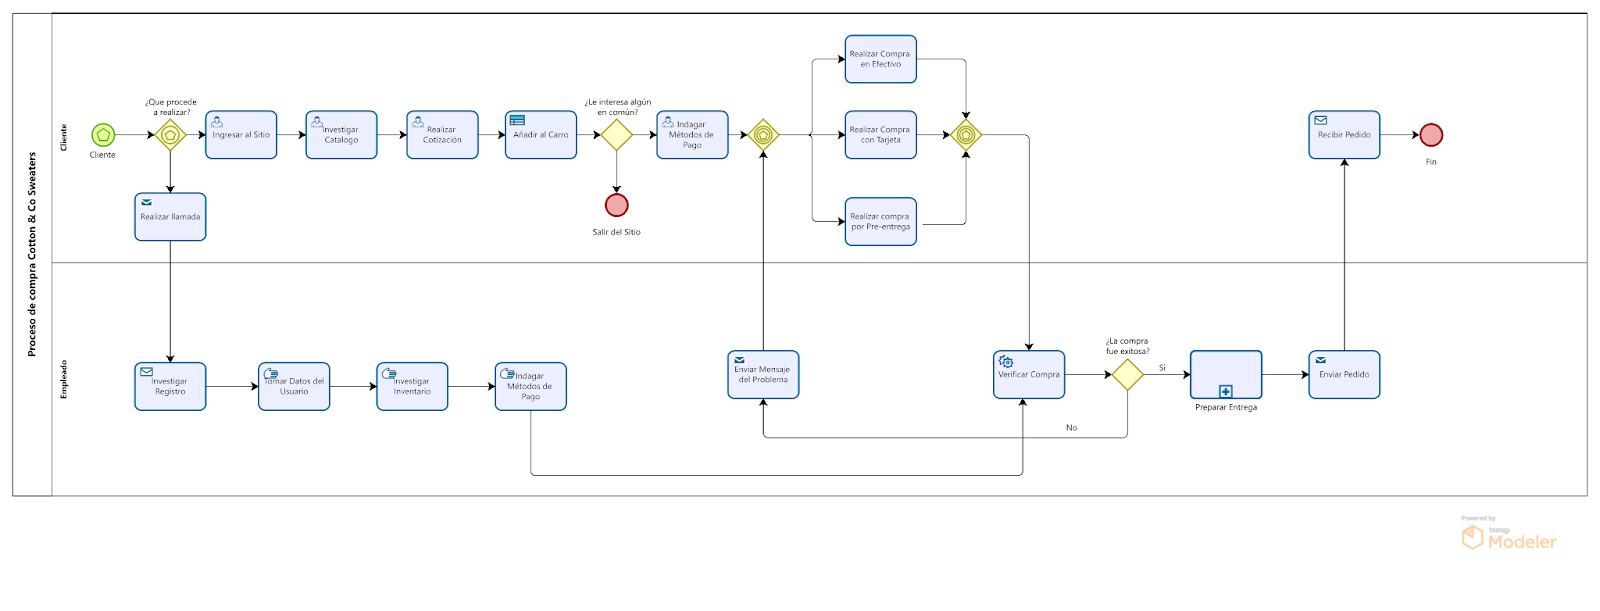 Proceso de compra Cotton & Co Sweaters
Cliente
Cliente
¿Que procede
a realizar?
Ingresar al Sitio
Investigar
Catalogo
Realizar
Cotización
Añadir al Carro
¿Le interesa algún
en común?
Indagar
Métodos de
Pago
Realizar Compra
en Efectivo
Realizar Compra
con Tarjeta
Realizar compra
por Pre-entrega
Recibir Pedido
Fin
Realizar llamada
Salir del Sitio
Empleado
Investigar
Registro
Tomar Datos del
Usuario
Investigar
Inventario
Indagar
Métodos de
Pago
Enviar Mensaje
del Problema
Verificar Compra
¿La compra
fue exitosa?
Si
No
Preparar Entrega
Enviar Pedido
Powered by
bizagi
Modeler